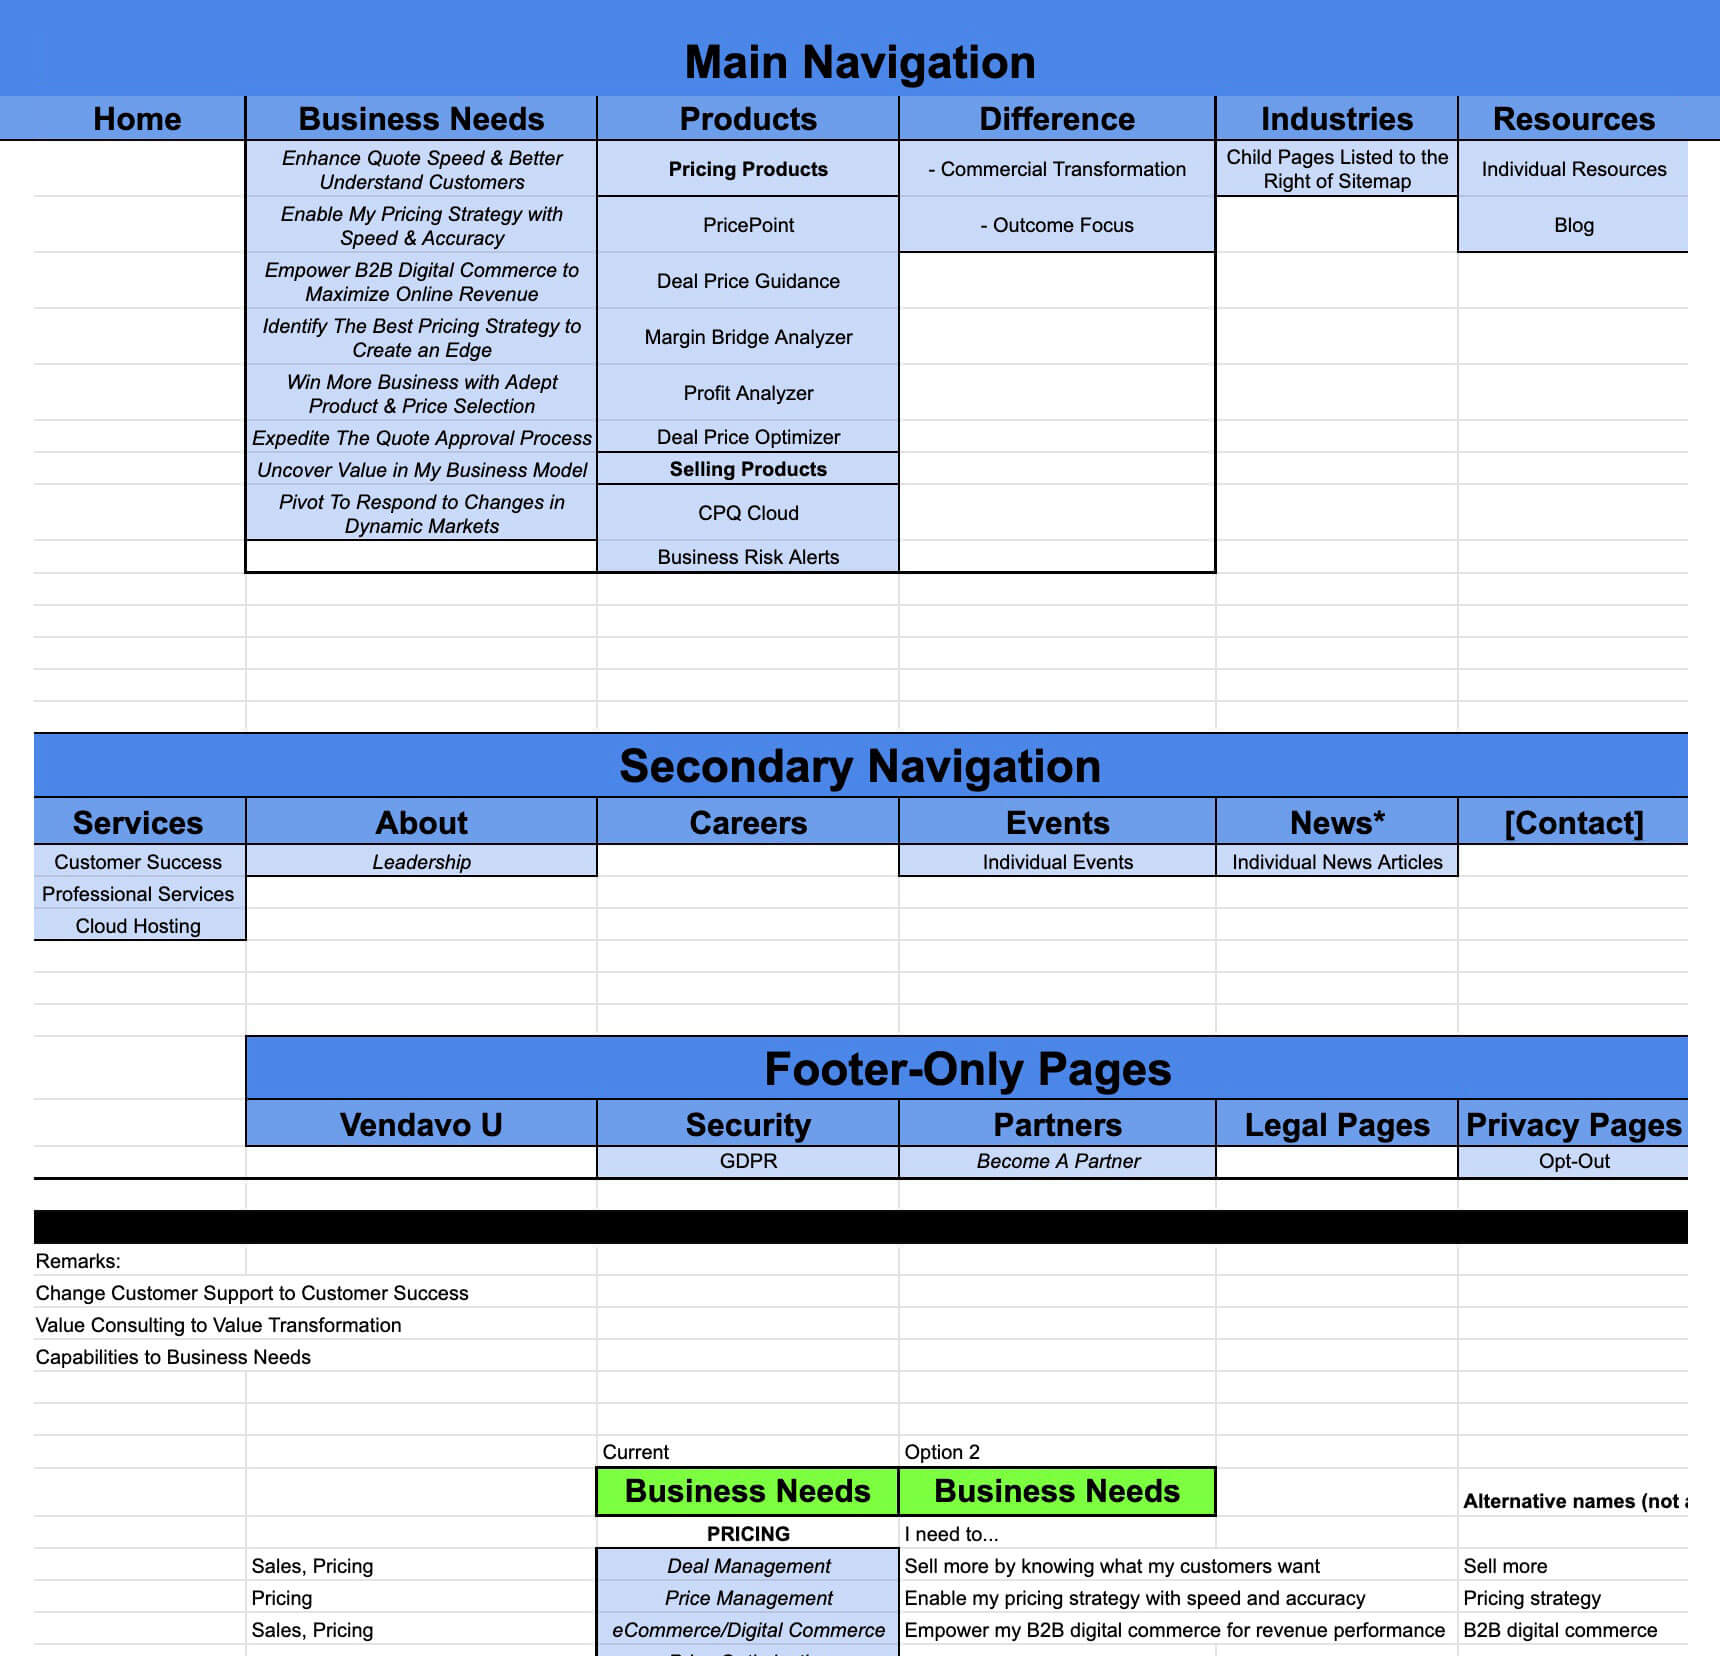 Main Navigation
Home Business Needs Products Difference Industries Resources
Enhance Quote Speed & Better
Understand Customers
Pricing Products
- Commercial Transformation
Child Pages Listed to the
Right of Sitemap
Individual Resources
Enable My Pricing Strategy with
Speed & Accuracy
PricePoint
- Outcome Focus
Blog
Empower B2B Digital Commerce to
Maximize Online Revenue
Deal Price Guidance
Identify The Best Pricing Strategy to
Create an Edge
Margin Bridge Analyzer
Win More Business with Adept
Product & Price Selection
Profit Analyzer
Expedite The Quote Approval Process Deal Price Optimizer
Uncover Value in My Business Model Selling Products
Pivot To Respond to Changes in
Dynamic Markets
CPQ Cloud
Business Risk Alerts
Secondary Navigation
Services About Careers Events News* [Contact]
Customer Success Leadership Individual Events Individual News Articles
Professional Services
Cloud Hosting
Footer-Only Pages
Vendavo U Security Partners Legal Pages Privacy Pages
GDPR Become A Partner Opt-Out
Remarks:
Change Customer Support to Customer Success
Value Consulting to Value Transformation
Capabilities to Business Needs
Current Option 2
Business Needs Business Needs Alternative names (not
PRICING I need to...
Sales, Pricing Deal Management Sell more by knowing what my customers want Sell more
Pricing Price Management Enable my pricing strategy with speed and accuracy Pricing strategy
Sales, Pricing eCommerce/Digital Commerce Empower my B2B digital commerce for revenue performance B2B digital commerce